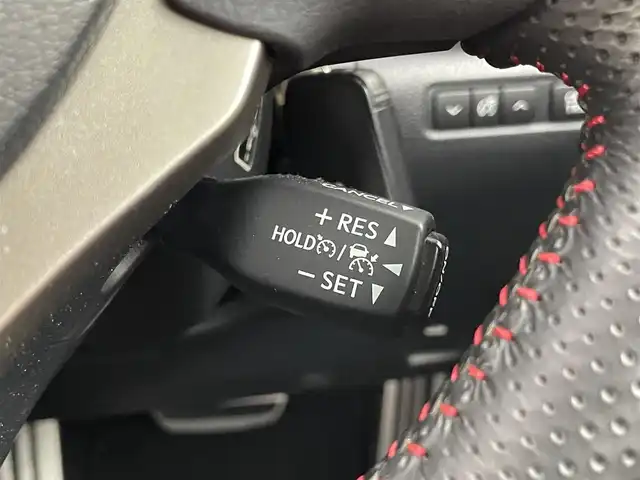 CANCEL
+ RES
HOLD /
− SET